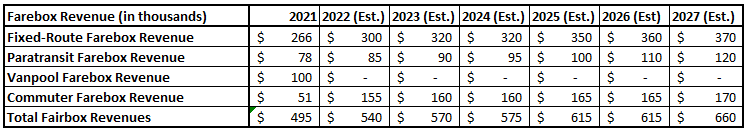 Farebox Revenue (in thousands) 2021 2022 (Est.) 2023 (Est.) 2024 (Est.) 2025 (Est.) 2026 (Est) 2027 (Est.)
Fixed-Route Farebox Revenue $ 266 $ 300 $ 320 $ 320 $ 350 $ 360 $ 370
Paratransit Farebox Revenue $ 78 $ 85 $ 90 $ 95 $ 100 $ 110 $ 120
Vanpool Farebox Revenue $ 100 $ - $ - $ - $ - $ - $ -
Commuter Farebox Revenue $ 51 $ 155 $ 160 $ 160 $ 165 $ 165 $ 170
Total Fairbox Revenues $ 495 $ 540 $ 570 $ 575 $ 615 $ 615 $ 660